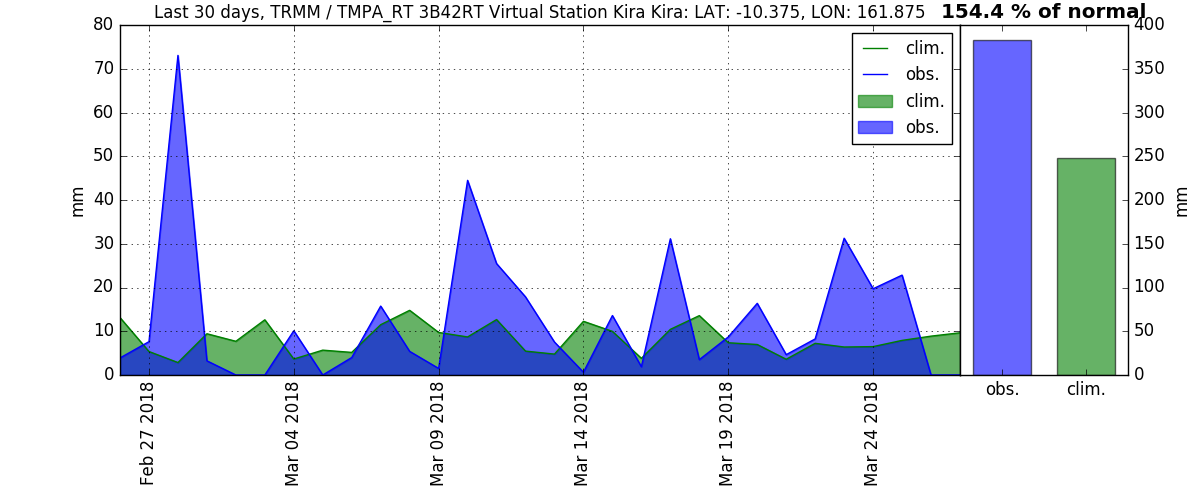 Last 30 days, TRMM / TMPA_RT 3B42RT Virtual Station Kira Kira: LAT: -10.375, LON: 161.875 154.4 % of normal
80
70
60
50
40
30
20
10
0
mm
clim.
obs.
clim.
obs.
Feb 27 2018
Mar 04 2018
Mar 09 2018
Mar 14 2018
Mar 19 2018
Mar 24 2018
400
350
300
250
200
150
100
50
0
mm
obs. clim.